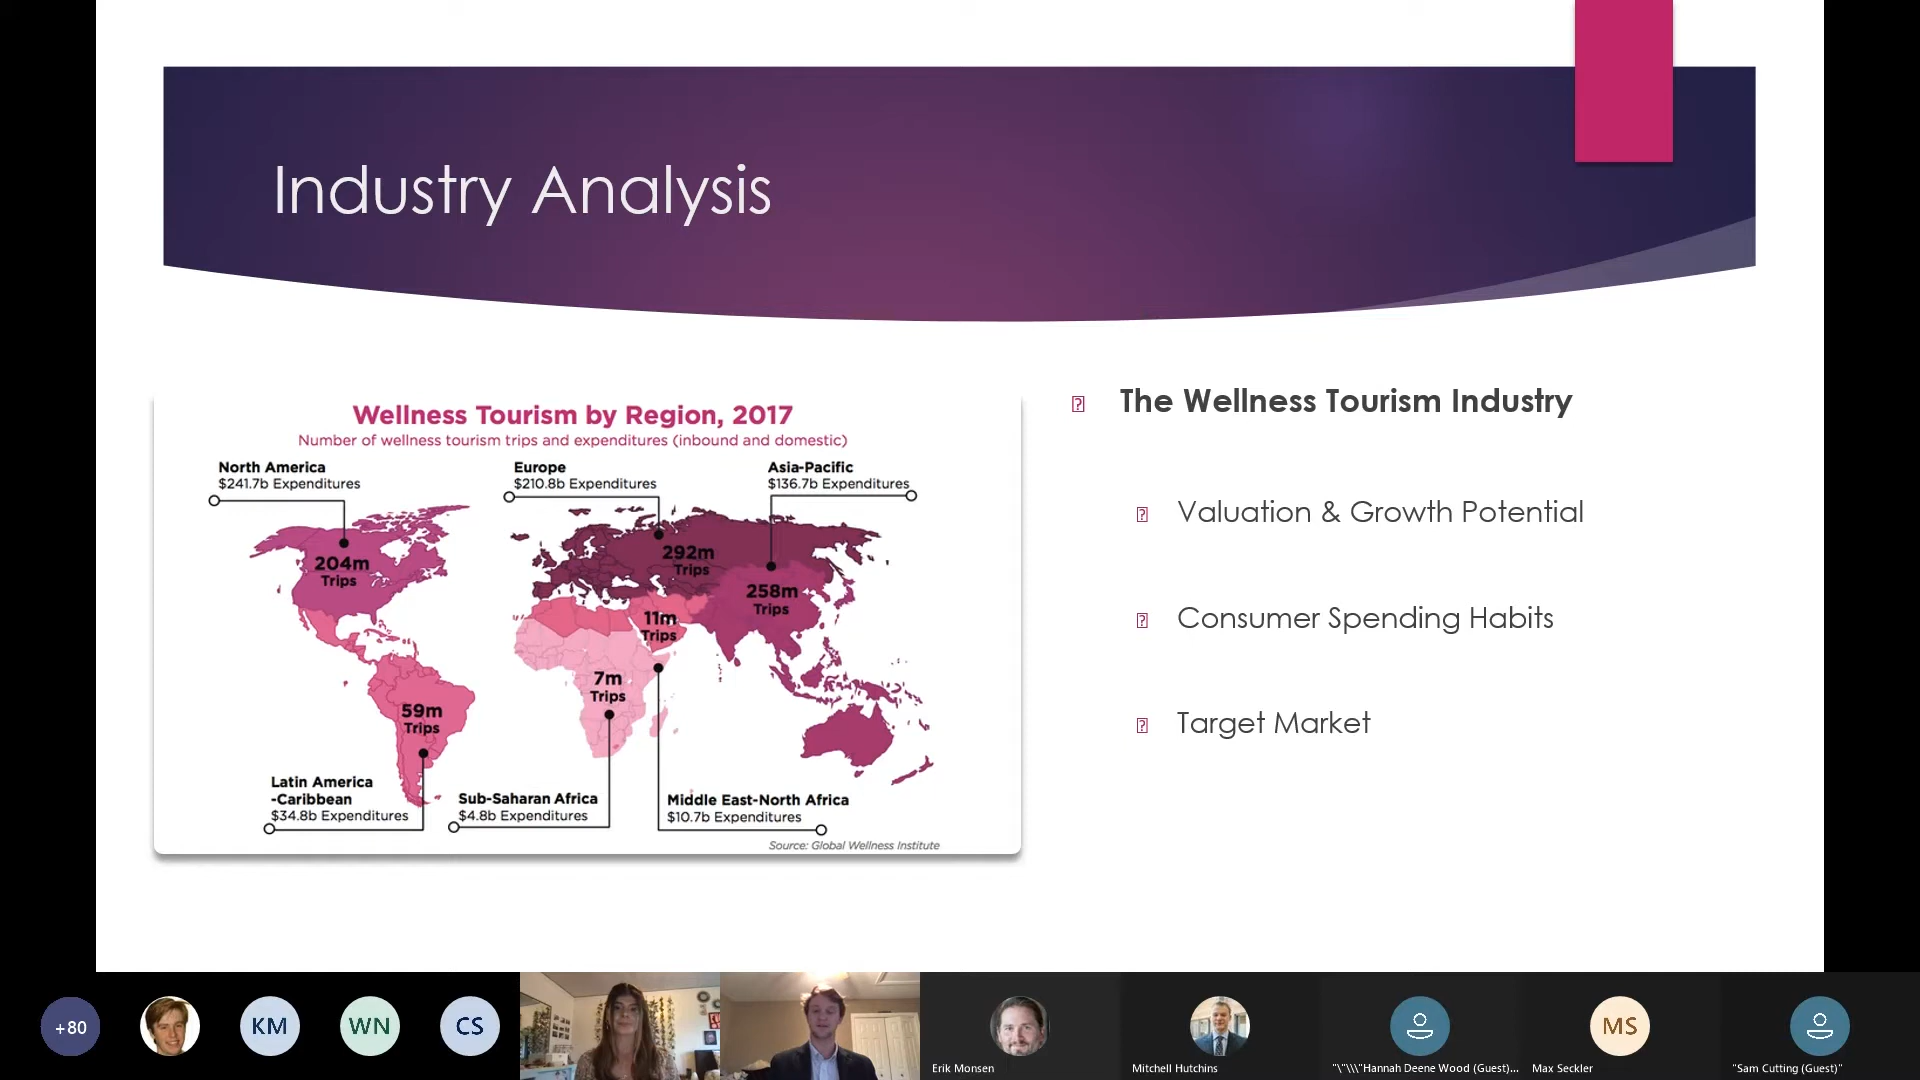 Industry Analysis
Wellness Tourism by Region, 2017
Number of wellness tourism trips and expenditures (inbound and domestic)
North America
$241.7b Expenditures
Europe
$210.8b Expenditures
Asia-Pacific
$136.7b Expenditures
204m
Trips
292m
Trips
258m
Trips
11m
Trips
7m
Trips
59m
Trips
Latin America
-Caribbean
$34.8b Expenditures
Sub-Saharan Africa
$4.8b Expenditures
Middle East-North Africa
$10.7b Expenditures
Source: Global Wellness Institute
The Wellness Tourism Industry
Valuation & Growth Potential
Consumer Spending Habits
Target Market
+80
KM
WN
CS
Erik Monsen
Mitchell Hutchins
"\"\\\"Hannah Deene Wood (Guest)...
MS
Max Seckler
"Sam Cutting (Guest)"